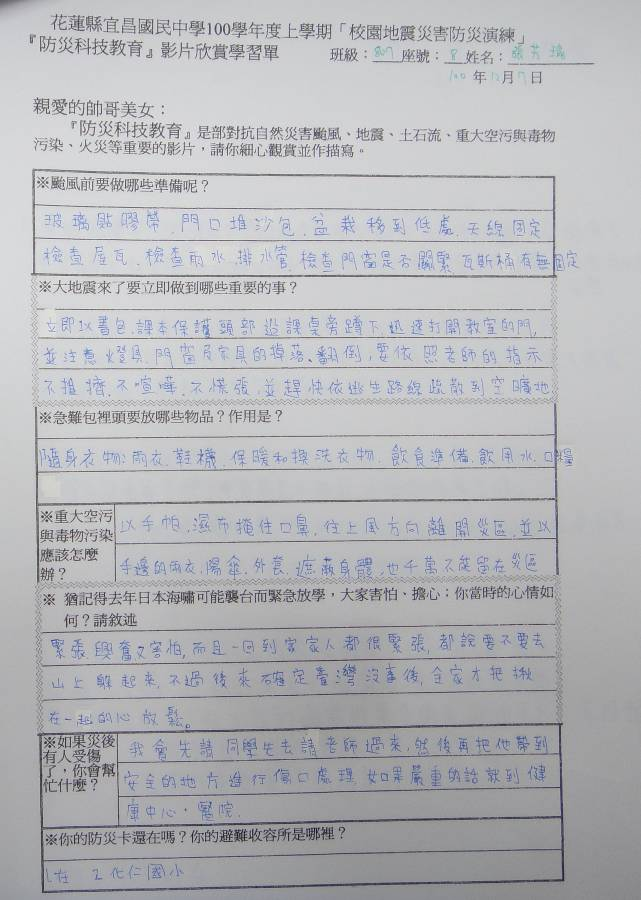 花蓮縣宜昌國民中學100學年度上學期「校園地震災害防災演練」
『防災科技教育』影片欣賞學習單 班級：807 座號：8 姓名：張芳瑜
100 年 12 月 7 日
親愛的帥哥美女：
『防災科技教育』是部對抗自然災害颱風、地震、土石流、重大空污與毒物
污染、火災等重要的影片，請你細心觀賞並作描寫。
※颱風前要做哪些準備呢？
玻璃貼膠帶、門口堆沙包、盆栽移到低處、天線固定
檢查屋瓦、檢查雨水、排水管、檢查門窗是否關緊、瓦斯桶有無固定
※大地震來了要立即做到哪些重要的事？
立即以書包、課本保護頭部、近課桌旁蹲下、迅速打開教室的門,
並注意燈具、門窗及家具的掉落、翻倒，要依照老師的指示
不推擠、不喧嘩、不慌張，並趕快依逃生路線疏散到空曠地
※急難包裡頭要放哪些物品？作用是？
隨身衣物:雨衣、鞋襪、保暖和換洗衣物、飲食準備、飲用水、口糧
※重大空污與毒物污染應該怎麼辦？
以手帕、濕布掩住口鼻，往上風方向離開災區,並以
手邊的雨衣、陽傘、外套、遮蔽身體，也千萬不能留在災區
※ 猶記得去年日本海嘯可能襲台而緊急放學，大家害怕、擔心；你當時的心情如
何？請敘述
緊張興奮又害怕,而且一回到家家人都很緊張,都說要不要去
山上躲起來，不過後來確定臺灣沒事後,全家才把揪
在一起的心放鬆。
※如果災後有人受傷了，你會幫忙什麼？
我會先請同學先去請老師過來,然後再把他帶到
安全的地方進行傷口處理,如果嚴重的話就到健
康中心、醫院.
※你的防災卡還在嗎？你的避難收容所是哪裡？
1.在 2.化仁國小